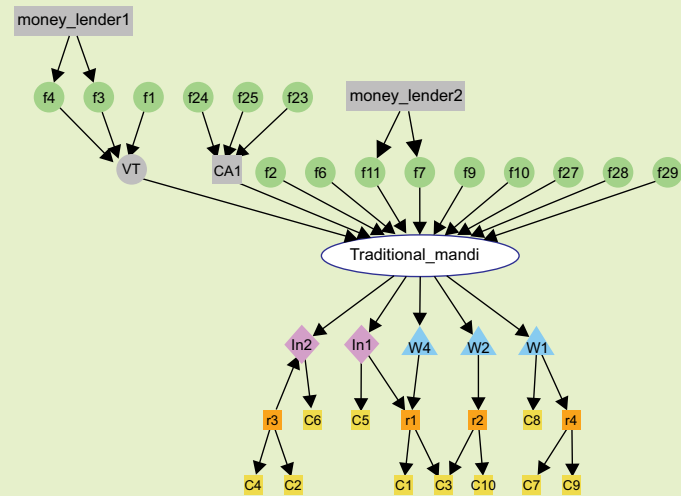 money_lender1
f4 f3 f1 f24 f25 f23 money_lender2
VT CA1 f2 f6 f11 f7 f9 f10 f27 f28 f29
Traditional_mandi
In2 In1 W4 W2 W1
r3 C6 C5 r1 r2 C8 r4
C4 C2 C1 C3 C10 C7 C9